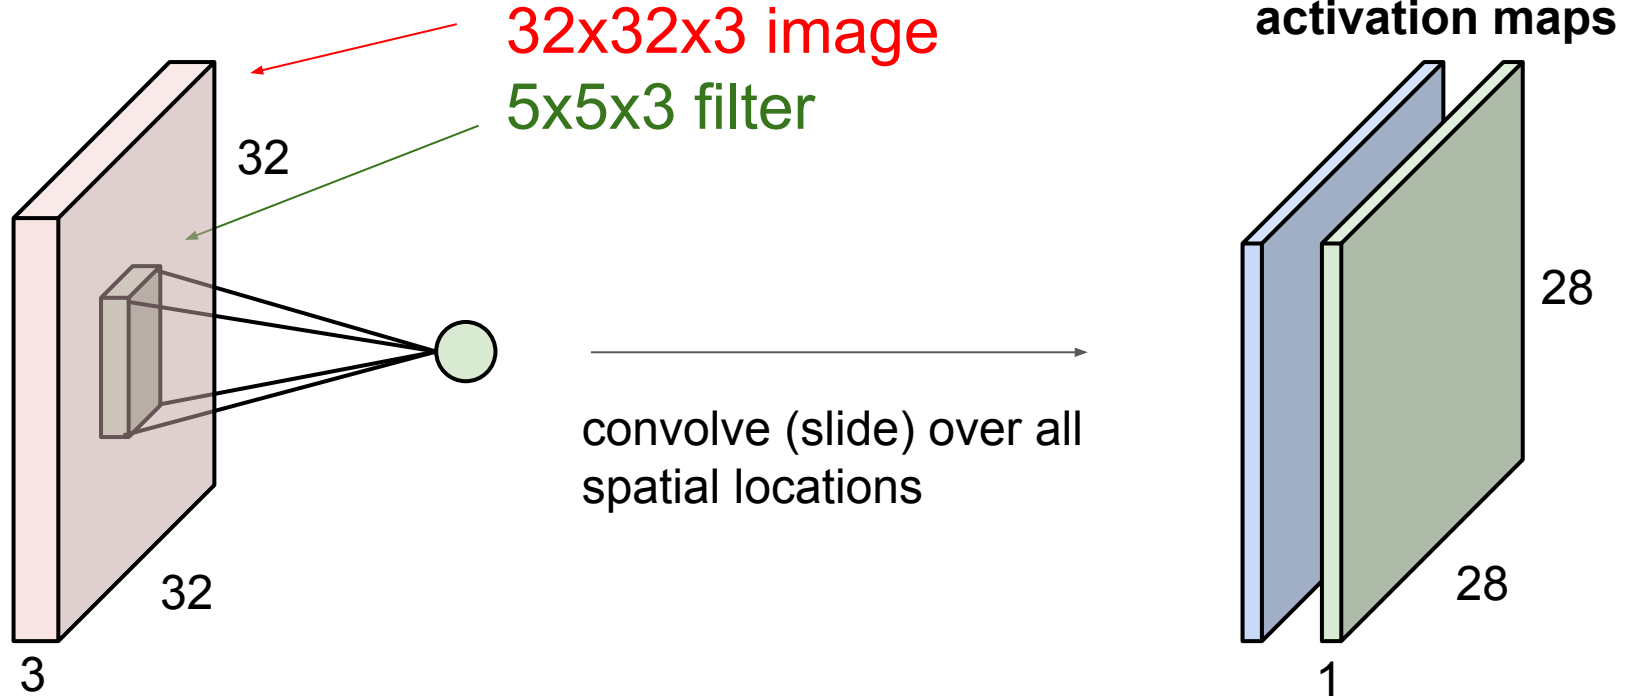 32x32x3 image
5x5x3 filter
32
32
3
convolve (slide) over all
spatial locations
activation maps
28
28
1